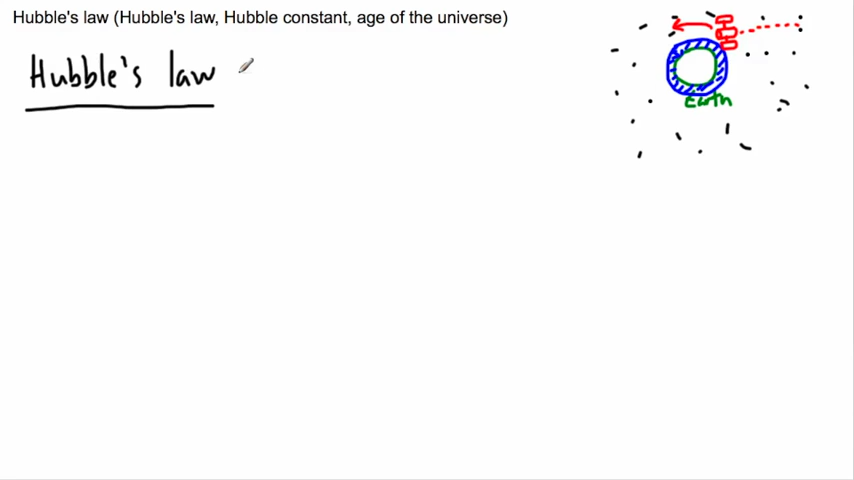 Hubble's law (Hubble's law, Hubble constant, age of the universe)
Hubble's law
Earth